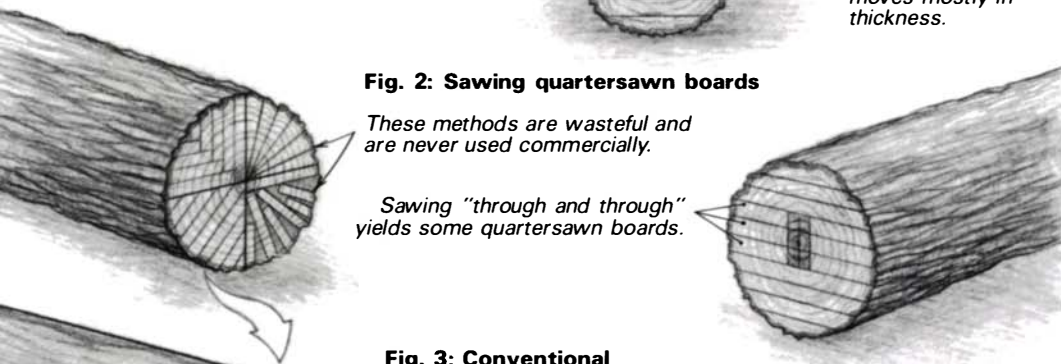 moves mostly in
thickness.
Fig. 2: Sawing quartersawn boards
These methods are wasteful and
are never used commercially.
Sawing "through and through"
yields some quartersawn boards.
Fig. 3: Conventional